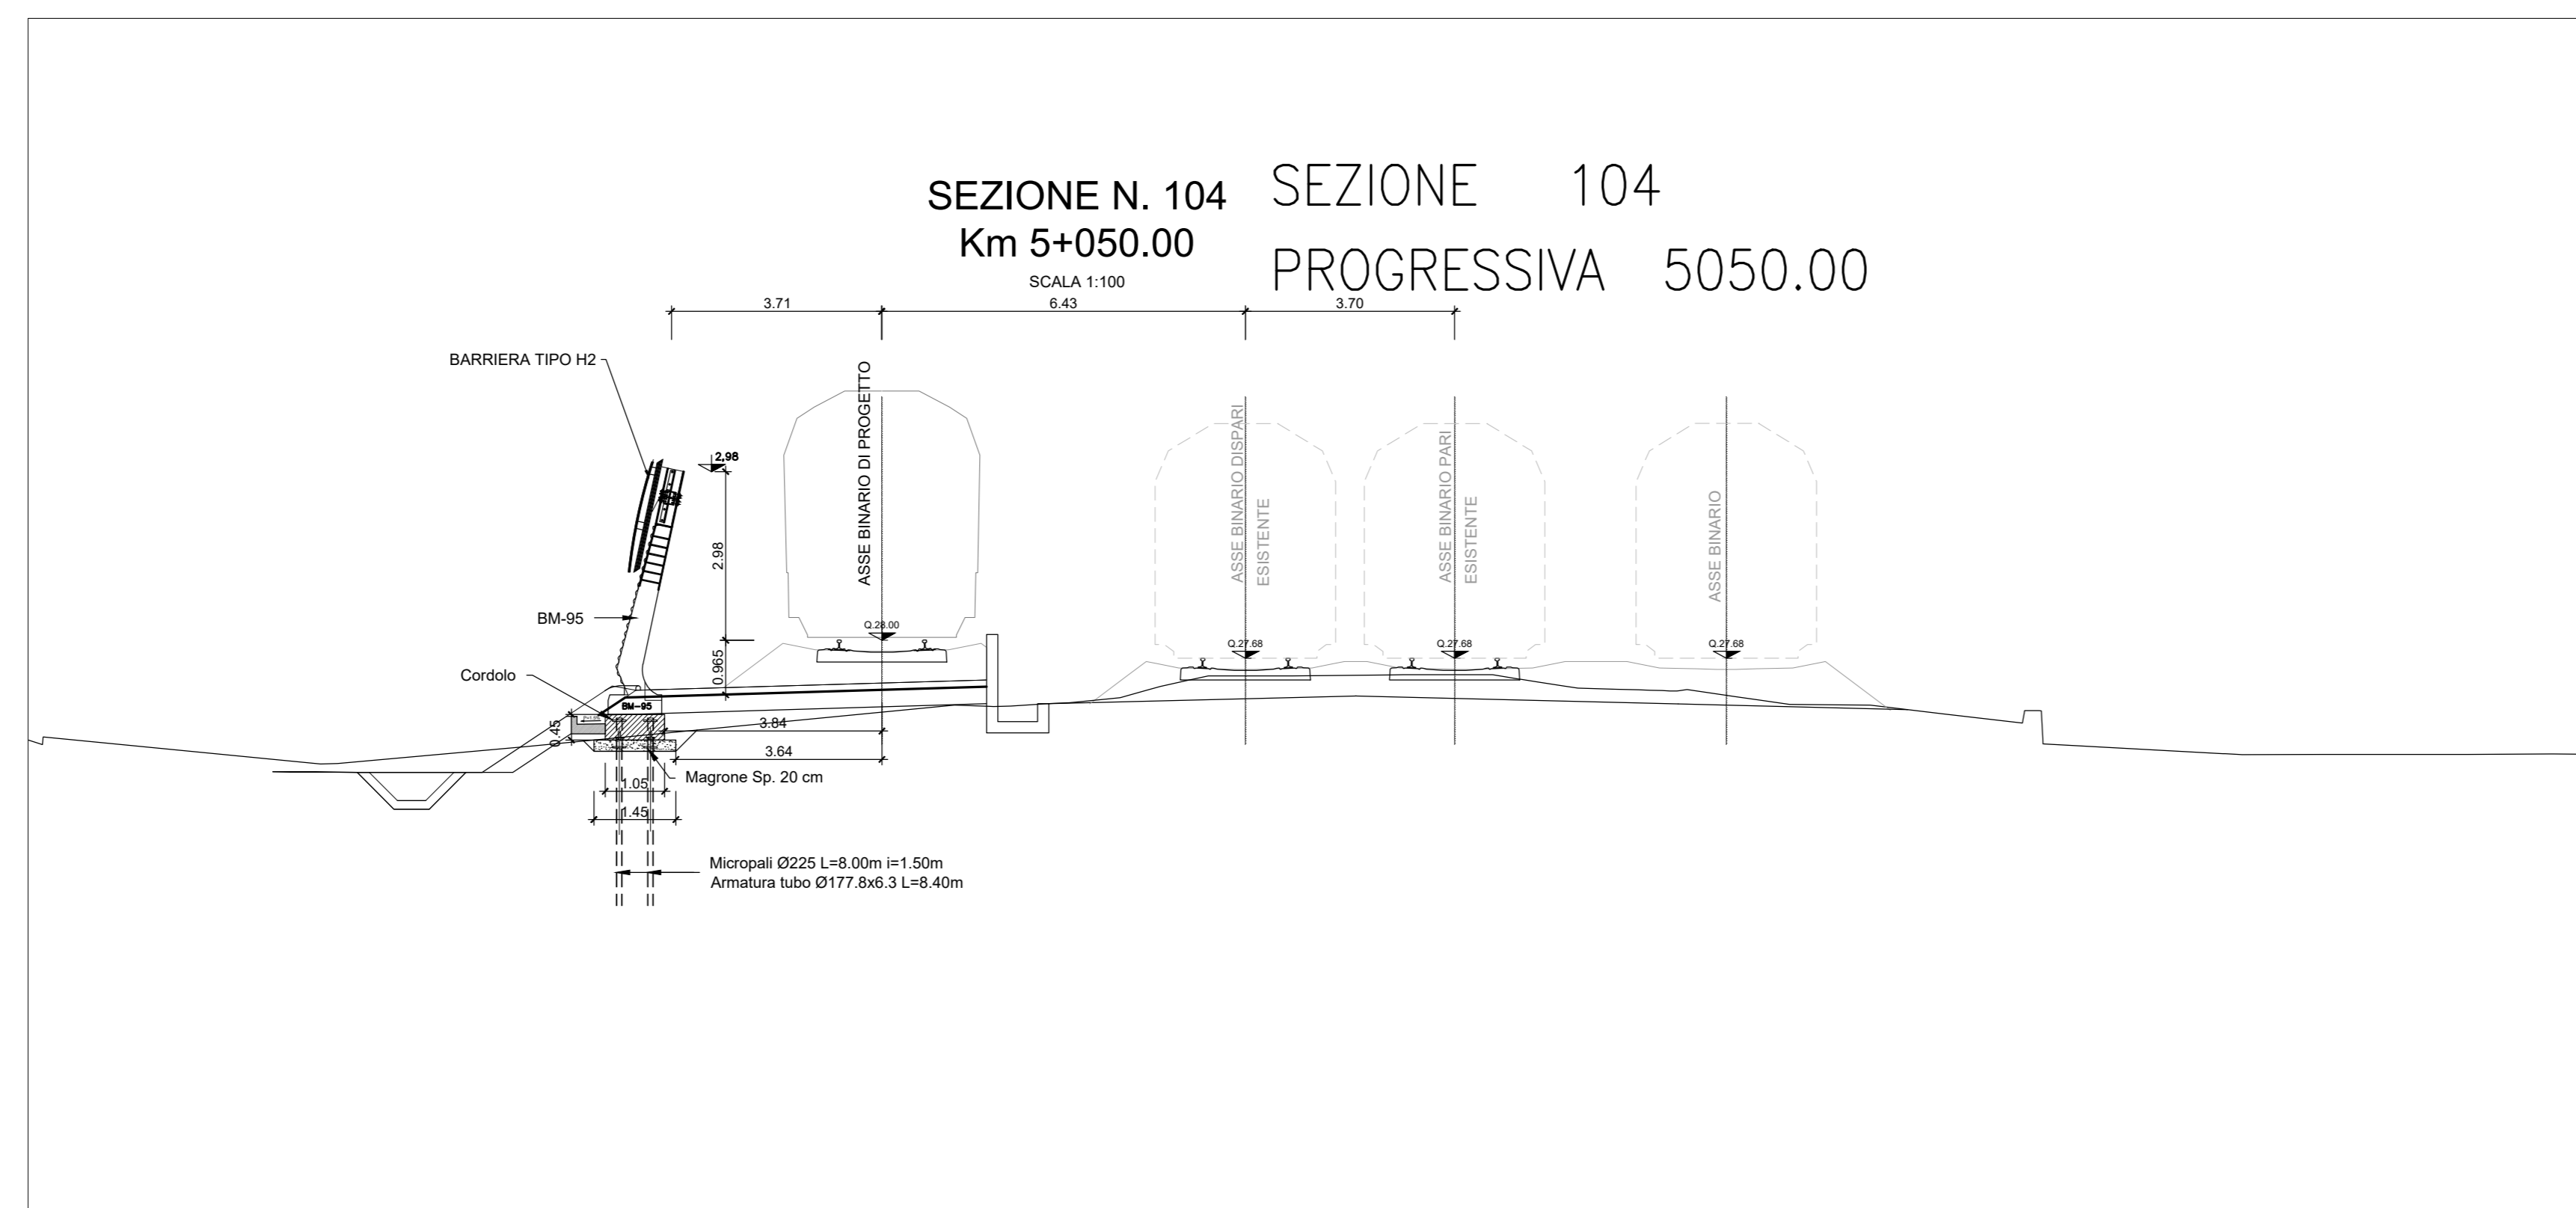 SEZIONE N. 104
Km 5+050.00
SCALA 1:100
SEZIONE 104
PROGRESSIVA 5050.00
3.71
6.43
3.70
BARRIERA TIPO H2
ASSE BINARIO DI PROGETTO
ASSE BINARIO DISPARI
ESISTENTE
ASSE BINARIO PARI
ESISTENTE
ASSE BINARIO
2,98
2.98
BM-95
Q.28.00
Q.27.68
Q.27.68
Q.27.68
0.965
Cordolo
BM-95
0.45
3.84
3.64
Magrone Sp. 20 cm
1.05
1.45
Micropali Ø225 L=8.00m i=1.50m
Armatura tubo Ø177.8x6.3 L=8.40m